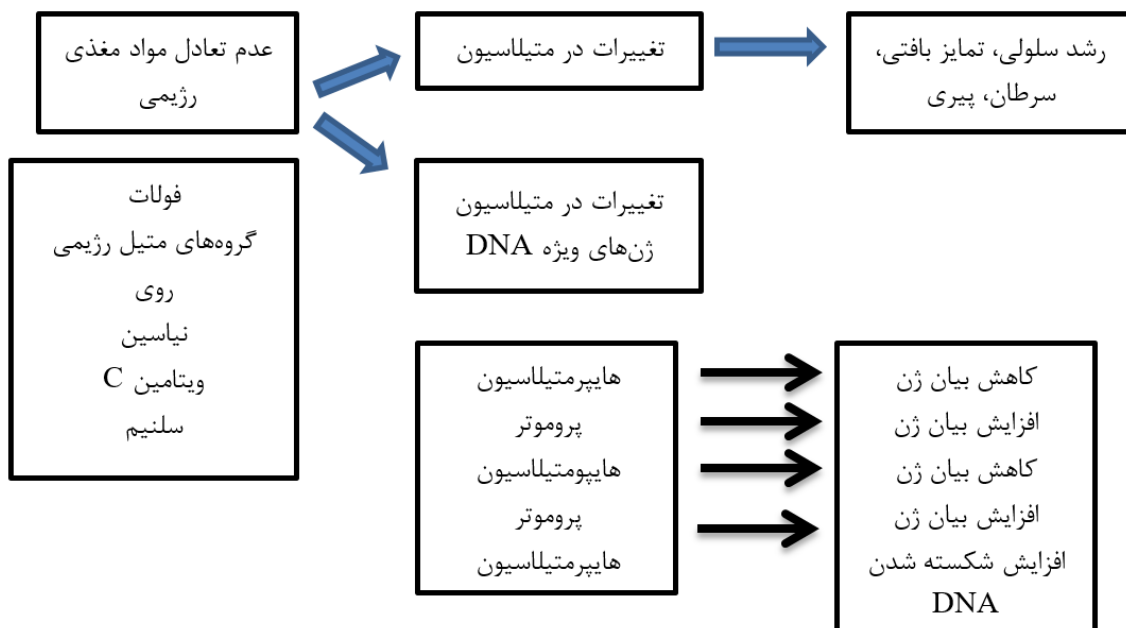 عدم تعادل مواد مغذی
رژیمی
تغییرات در متیلاسیون
رشد سلولی، تمایز بافتی،
سرطان، پیری
فولات
گروه‌های متیل رژیمی
روی
نیاسین
ویتامین C
سلنیم
تغییرات در متیلاسیون
ژن‌های ویژه DNA
هایپرمتیلاسیون
پروموتر
هایپومتیلاسیون
پروموتر
هایپرمتیلاسیون
کاهش بیان ژن
افزایش بیان ژن
کاهش بیان ژن
افزایش بیان ژن
افزایش شکسته شدن
DNA